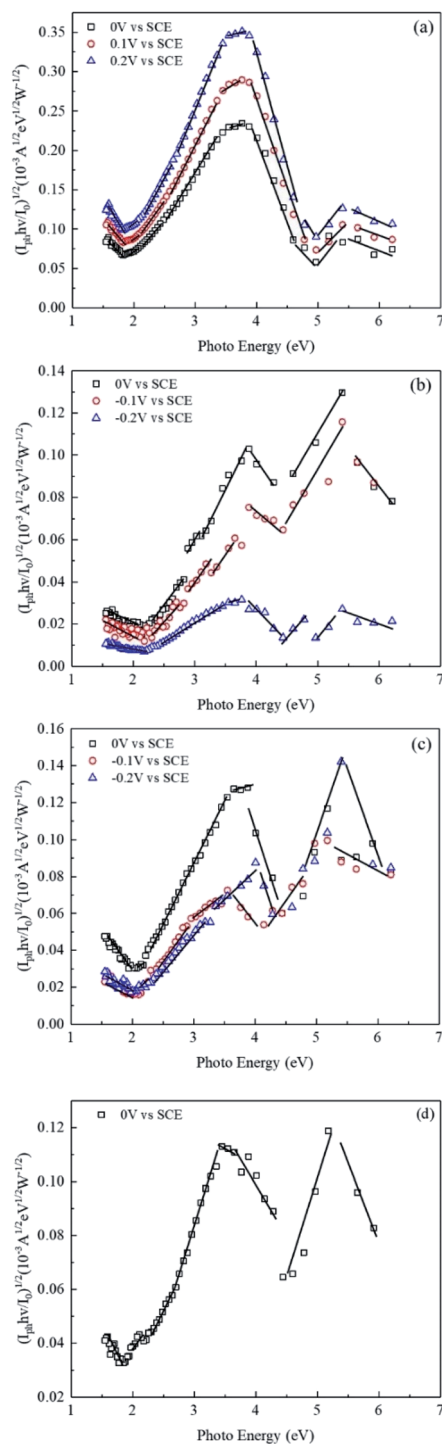 (a)
0V vs SCE
0.1V vs SCE
0.2V vs SCE
0.35
0.30
0.25
0.20
0.15
0.10
0.05
0.00
(I_ph hν/I_0)^1/2 (10^-3 A^1/2 eV^1/2 W^-1/2)
1 2 3 4 5 6 7
Photo Energy (eV)
(b)
0V vs SCE
-0.1V vs SCE
-0.2V vs SCE
0.14
0.12
0.10
0.08
0.06
0.04
0.02
0.00
(I_ph hν/I_0)^1/2 (10^-3 A^1/2 eV^1/2 W^-1/2)
1 2 3 4 5 6 7
Photo Energy (eV)
(c)
0V vs SCE
-0.1V vs SCE
-0.2V vs SCE
0.16
0.14
0.12
0.10
0.08
0.06
0.04
0.02
0.00
(I_ph hν/I_0)^1/2 (10^-3 A^1/2 eV^1/2 W^-1/2)
1 2 3 4 5 6 7
Photo Energy (eV)
(d)
0V vs SCE
0.12
0.10
0.08
0.06
0.04
0.02
(I_ph hν/I_0)^1/2 (10^-3 A^1/2 eV^1/2 W^-1/2)
1 2 3 4 5 6 7
Photo Energy (eV)